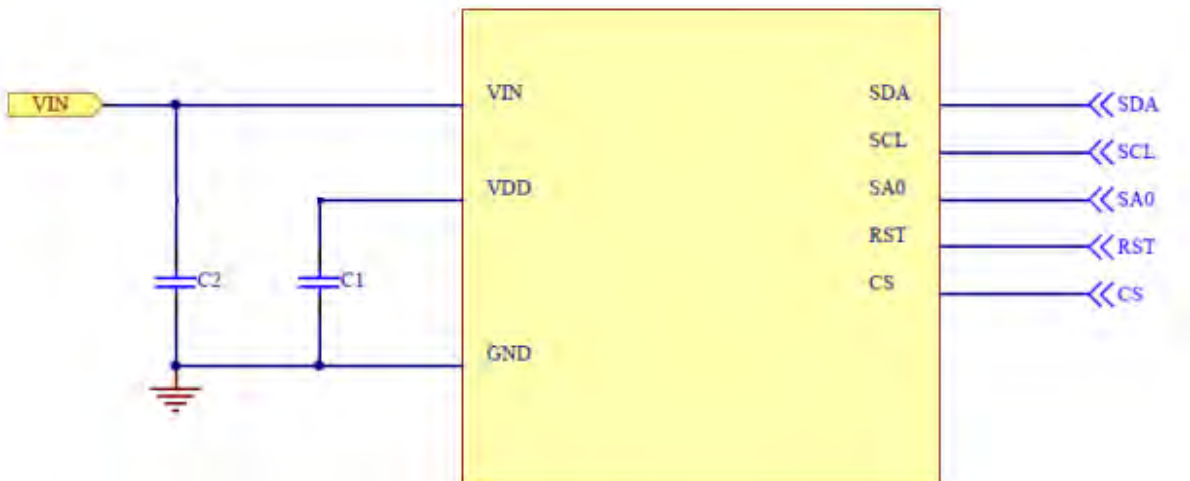 VIN
VIN
SDA
SDA
SCL
SCL
VDD
SA0
SA0
RST
RST
C2
C1
CS
CS
GND